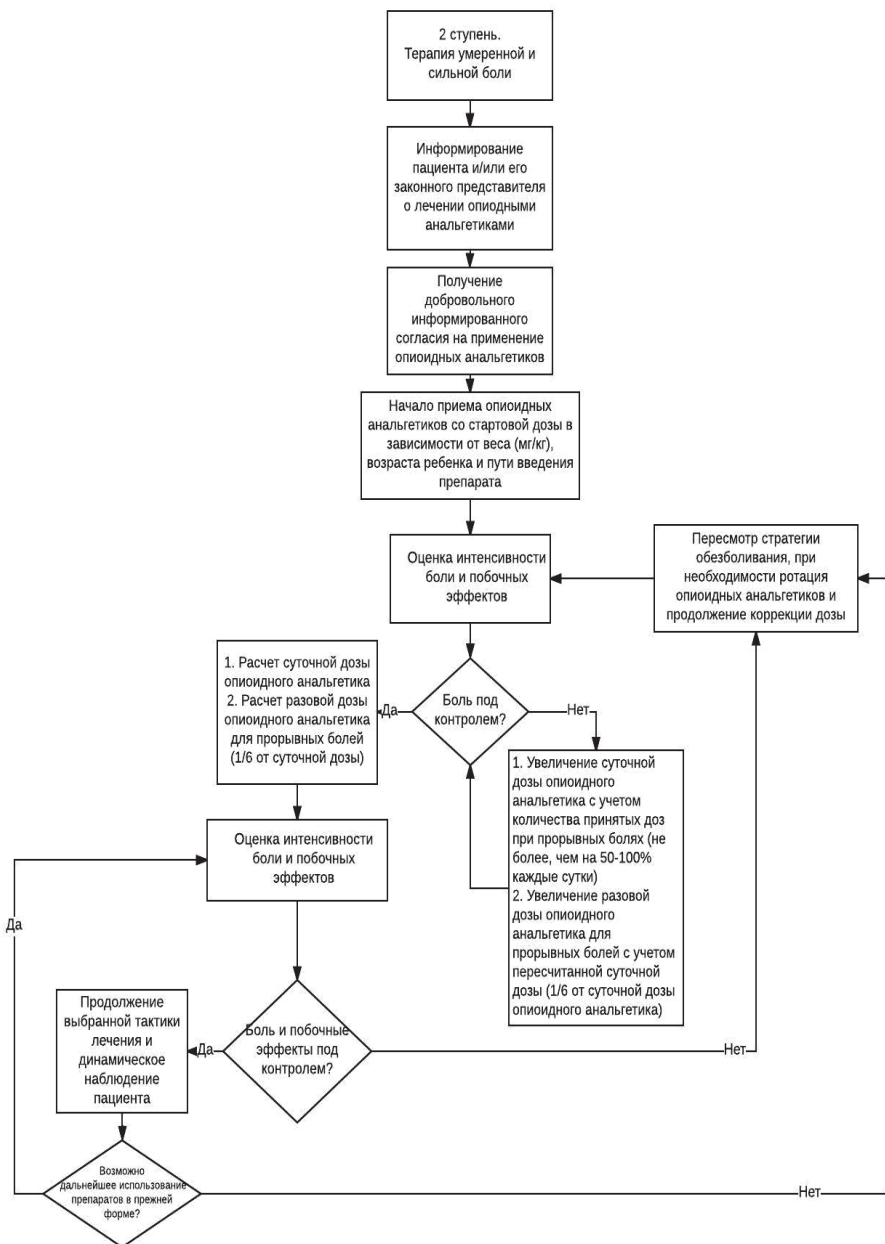 2 ступень.
Терапия умеренной и
сильной боли
Информирование
пациента и/или его
законного представителя
о лечении опиодными
анальгетиками
Получение
добровольного
информированного
согласия на применение
опиоидных анальгетиков
Начало приема опиоидных
анальгетиков со стартовой дозы в
зависимости от веса (мг/кг),
возраста ребенка и пути введения
препарата
Оценка интенсивности
боли и побочных
эффектов
Пересмотр стратегии
обезболивания, при
необходимости ротация
опиоидных анальгетиков и
продолжение коррекции дозы
Боль под
контролем?
Да
Нет
1. Расчет суточной дозы
опиоидного анальгетика
2. Расчет разовой дозы
опиоидного анальгетика
для прорывных болей
(1/6 от суточной дозы)
1. Увеличение суточной
дозы опиоидного
анальгетика с учетом
количества принятых доз
при прорывных болях (не
более, чем на 50-100%
каждые сутки)
2. Увеличение разовой
дозы опиоидного
анальгетика для
прорывных болей с учетом
пересчитанной суточной
дозы (1/6 от суточной дозы
опиоидного анальгетика)
Оценка интенсивности
боли и побочных
эффектов
Да
Боль и побочные
эффекты под
контролем?
Да
Нет
Продолжение
выбранной тактики
лечения и
динамическое
наблюдение
пациента
Возможно
дальнейшее использование
препаратов в прежней
форме?
Нет